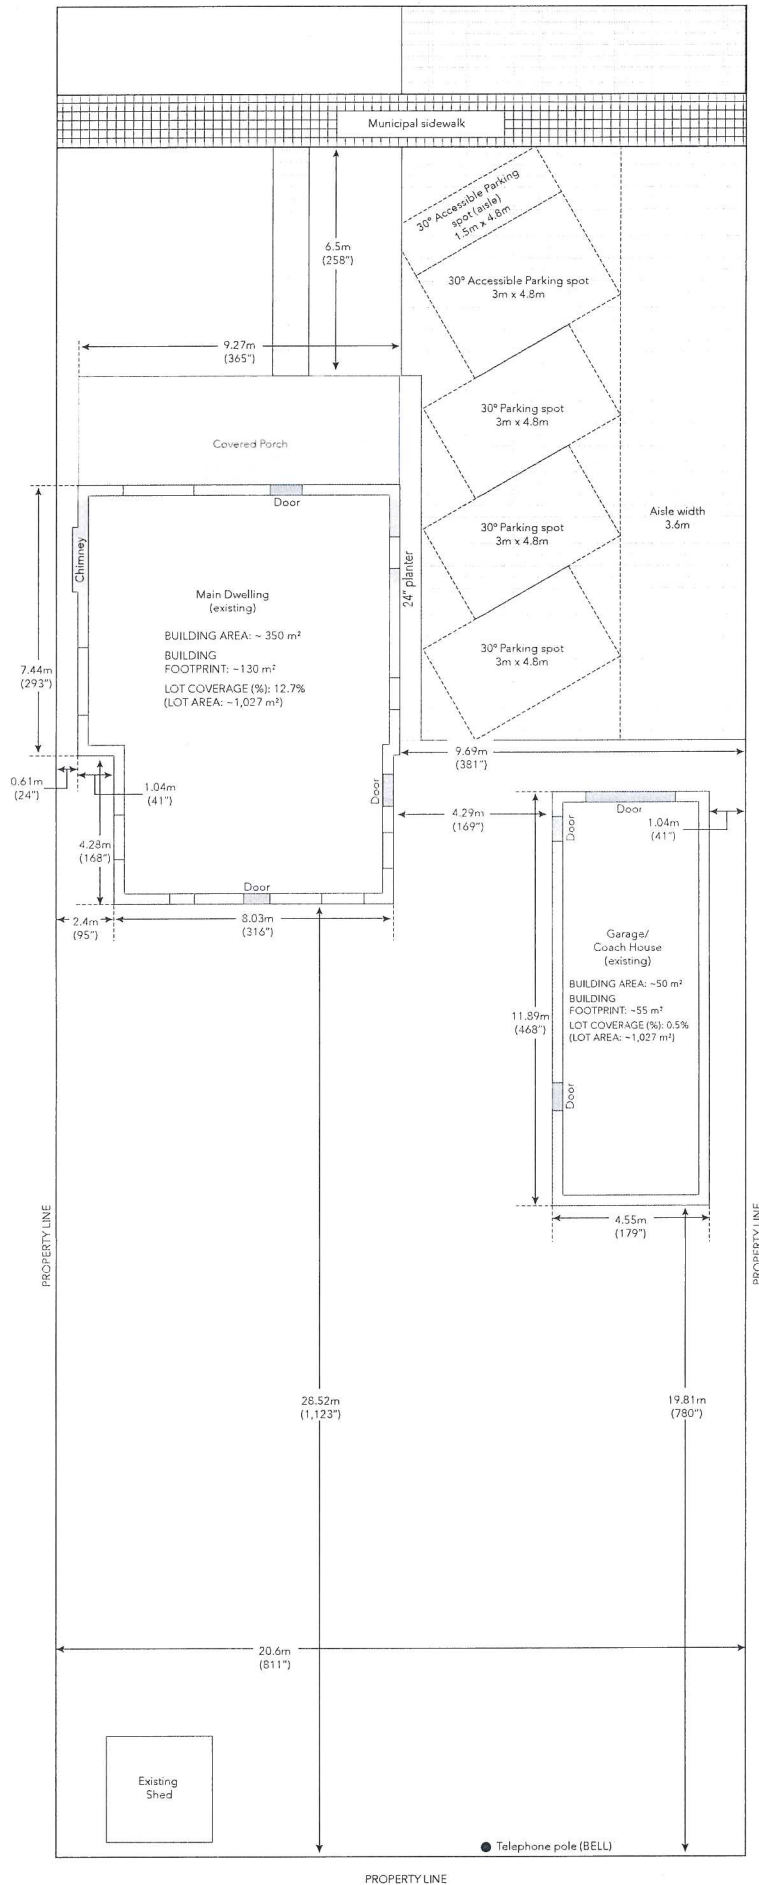 Municipal sidewalk
30° Accessible Parking
spot (aisle)
1.5m x 4.8m
6.5m
(258")
30° Accessible Parking spot
3m x 4.8m
9.27m
(365")
30° Parking spot
3m x 4.8m
Covered Porch
Door
30° Parking spot
3m x 4.8m
Aisle width
3.6m
Chimney
24" planter
Main Dwelling
(existing)
BUILDING AREA: ~ 350 m²
BUILDING
FOOTPRINT: ~130 m²
LOT COVERAGE (%): 12.7%
(LOT AREA: ~1,027 m²)
30° Parking spot
3m x 4.8m
7.44m
(293")
9.69m
(381")
0.61m
(24")
1.04m
(41")
Door
4.29m
(169")
Door
Door
1.04m
(41")
4.28m
(168")
Door
2.4m
(95")
8.03m
(316")
Garage/
Coach House
(existing)
BUILDING AREA: ~50 m²
BUILDING
FOOTPRINT: ~55 m²
LOT COVERAGE (%): 0.5%
(LOT AREA: ~1,027 m²)
11.89m
(468")
Door
4.55m
(179")
PROPERTY LINE
PROPERTY LINE
28.52m
(1,123")
19.81m
(780")
20.6m
(811")
Existing
Shed
Telephone pole (BELL)
PROPERTY LINE